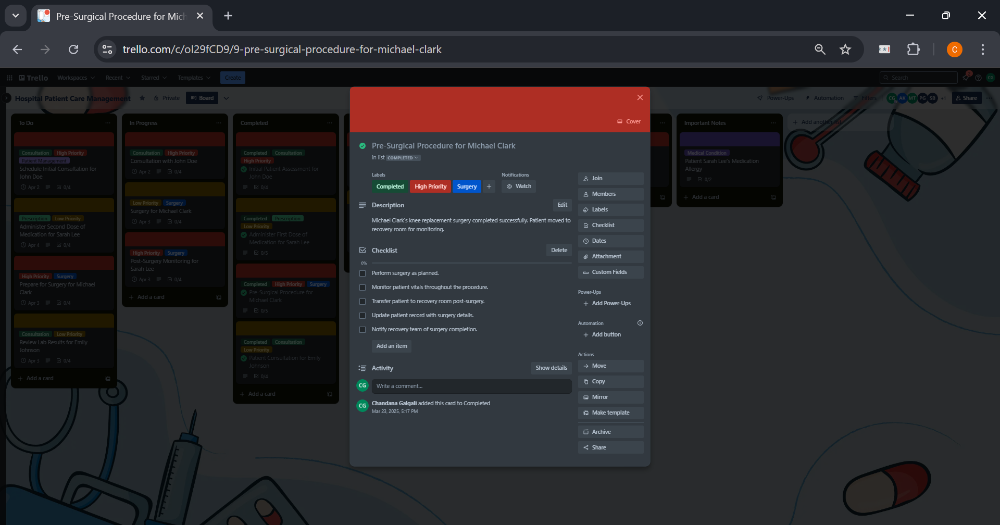 Pre-Surgical Procedure for Mich
trello.com/c/oI29fCD9/9-pre-surgical-procedure-for-michael-clark
C
Trello
Workspaces
Recent
Starred
Templates
Create
Search
2
CG
Hospital Patient Care Management
Private
Board
Power-Ups
Automation
Filters
CG
AK
MT
PG
SB
+1
Share
To Do
Consultation
High Priority
Patient Management
Schedule Initial Consultation for
John Doe
Apr 2
0/4
Prescription
Low Priority
Administer Second Dose of
Medication for Sarah Lee
Apr 4
0/4
High Priority
Surgery
Prepare for Surgery for Michael
Clark
Apr 3
0/4
Consultation
Low Priority
Review Lab Results for Emily
Johnson
Apr 3
0/4
Add a card
In Progress
Consultation
High Priority
Consultation with John Doe
Apr 2
0/4
Low Priority
Surgery
Surgery for Michael Clark
Apr 3
0/4
High Priority
Surgery
Post-Surgery Monitoring for
Sarah Lee
Apr 3
0/4
Add a card
Completed
Completed
Consultation
High Priority
Initial Patient Assessment for
John Doe
0/4
Completed
Prescription
Low Priority
Administer First Dose of
Medication for Sarah Lee
0/5
Completed
High Priority
Surgery
Pre-Surgical Procedure for
Michael Clark
0/5
Completed
Consultation
Low Priority
Patient Consultation for Emily
Johnson
0/4
Add a card
Cover
Pre-Surgical Procedure for Michael Clark
in list COMPLETED
Labels
Completed
High Priority
Surgery
Notifications
Watch
Description
Edit
Michael Clark's knee replacement surgery completed successfully. Patient moved to
recovery room for monitoring.
Checklist
Delete
0%
Perform surgery as planned.
Monitor patient vitals throughout the procedure.
Transfer patient to recovery room post-surgery.
Update patient record with surgery details.
Notify recovery team of surgery completion.
Add an item
Activity
Show details
CG
Write a comment...
CG
Chandana Galgali added this card to Completed
Mar 23, 2025, 5:17 PM
Join
Members
Labels
Checklist
Dates
Attachment
Custom Fields
Power-Ups
Add Power-Ups
Automation
Add button
Actions
Move
Copy
Mirror
Make template
Archive
Share
Important Notes
Medical Condition
Patient Sarah Lee's Medication
Allergy
0/2
Add a card
Add another list